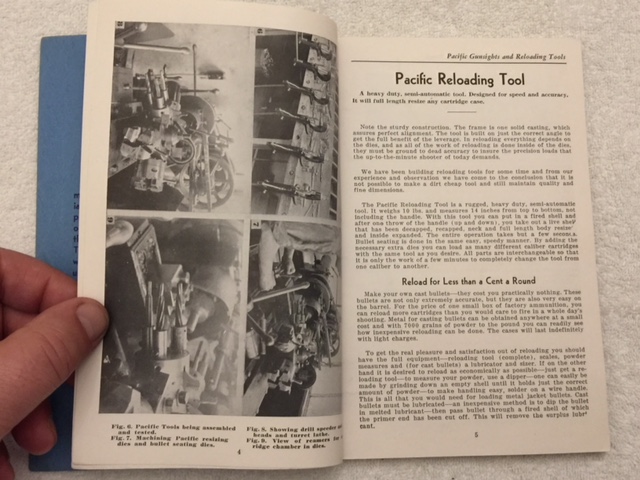 Fig. 6. Pacific Tools being assembled
and tested.
Fig. 7. Machining Pacific resizing
dies and bullet seating dies.
Fig. 8. Showing drill speeder
heads and turret lathe.
Fig. 9. View of reamers
ridge chamber in dies.
4
Pacific Gunsights and Reloading Tools
Pacific Reloading Tool
A heavy duty, semi-automatic tool. Designed for speed and accuracy.
It will full length resize any cartridge case.
Note the sturdy construction. The frame is one solid casting, which
assures perfect alignment. The tool is built on just the correct angle to
get the full benefit of the leverage. In reloading everything depends on
the dies, and as all of the work of reloading is done inside of the dies,
they must be ground to dead accuracy to insure the precision loads that
the up-to-the-minute shooter of today demands.
We have been building reloading tools for some time and from our
experience and observation we have come to the conclusion that it is
not possible to make a dirt cheap tool and still maintain quality and
fine dimensions.
The Pacific Reloading Tool is a rugged, heavy duty, semi-automatic
tool. It weighs 10 lbs. and measures 14 inches from top to bottom, not
including the handle. With this tool you can put in a fired shell and
after one throw of the handle (up and down), you take out a live shell
that has been decapped, recapped, neck and full length body resized
and inside expanded. The entire operation takes but a few seconds.
Bullet seating is done in the same easy, speedy manner. By adding the
necessary extra dies you can load as many different caliber cartridges
with the same tool as you desire. All parts are interchangeable so that
it is only the work of a few minutes to completely change the tool from
one caliber to another.
Reload for Less than a Cent a Round
Make your own cast bullets—they cost you practically nothing. These
bullets are not only extremely accurate, but they are also very easy on
the barrel. For the price of one small box of factory ammunition, you
can reload more cartridges than you would care to fire in a whole day's
shooting. Metal for casting bullets can be obtained anywhere at a small
cost and with 7000 grains of powder to the pound you can readily see
how inexpensive reloading can be done. The cases will last indefinitely
with light charges.
To get the real pleasure and satisfaction out of reloading you should
have the full equipment—reloading tool (complete), scales, powder
measures and (for cast bullets) a lubricator and sizer. If on the other
hand it is desired to reload as economically as possible—just get a re-
loading tool—to measure your powder, use a dipper—one can easily be
made by grinding down an empty shell until it holds just the correct
amount of powder—to make handling easy, solder on a wire handle.
This is all that you would need for loading metal jacket bullets. Cast
bullets must be lubricated—an inexpensive method is to dip the bullet
in melted lubricant—then pass bullet through a fired shell of which
the primer end has been cut off. This will remove the surplus
cant.
5